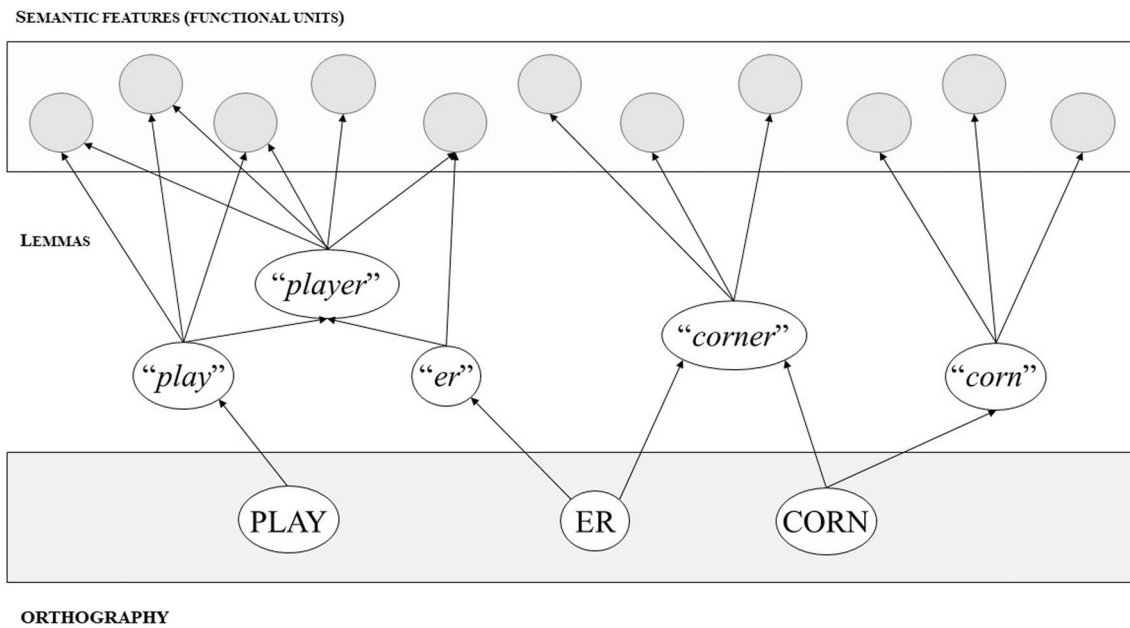 SEMANTIC FEATURES (FUNCTIONAL UNITS)
LEMMAS
“player”
“corner”
“play”
“er”
“corn”
PLAY
ER
CORN
ORTHOGRAPHY